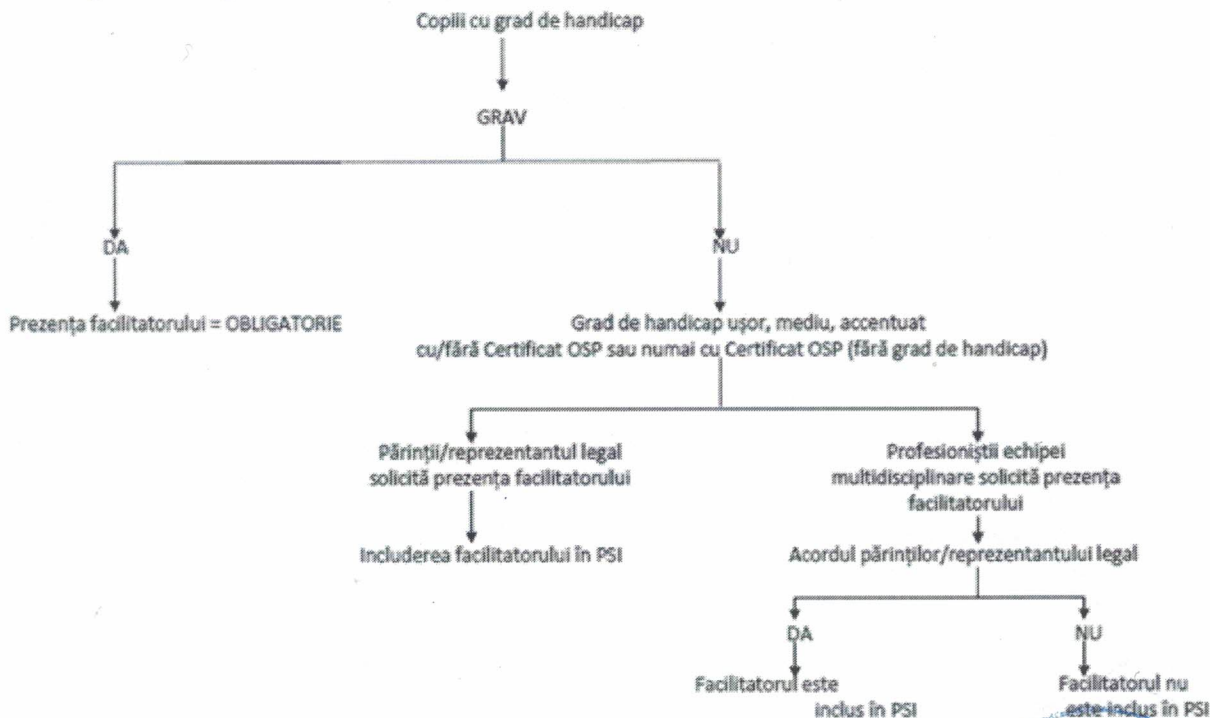 Copiii cu grad de handicap
GRAV
DA
NU
Prezența facilitatorului = OBLIGATORIE
Grad de handicap ușor, mediu, accentuat
cu/fără Certificat OSP sau numai cu Certificat OSP (fără grad de handicap)
Părinții/reprezentantul legal
solicită prezența facilitatorului
Profesioniștii echipei
multidisciplinare solicită prezența
facilitatorului
Includerea facilitatorului în PSI
Acordul părinților/reprezentantului legal
DA
NU
Facilitatorul este
inclus în PSI
Facilitatorul nu
este inclus în PSI